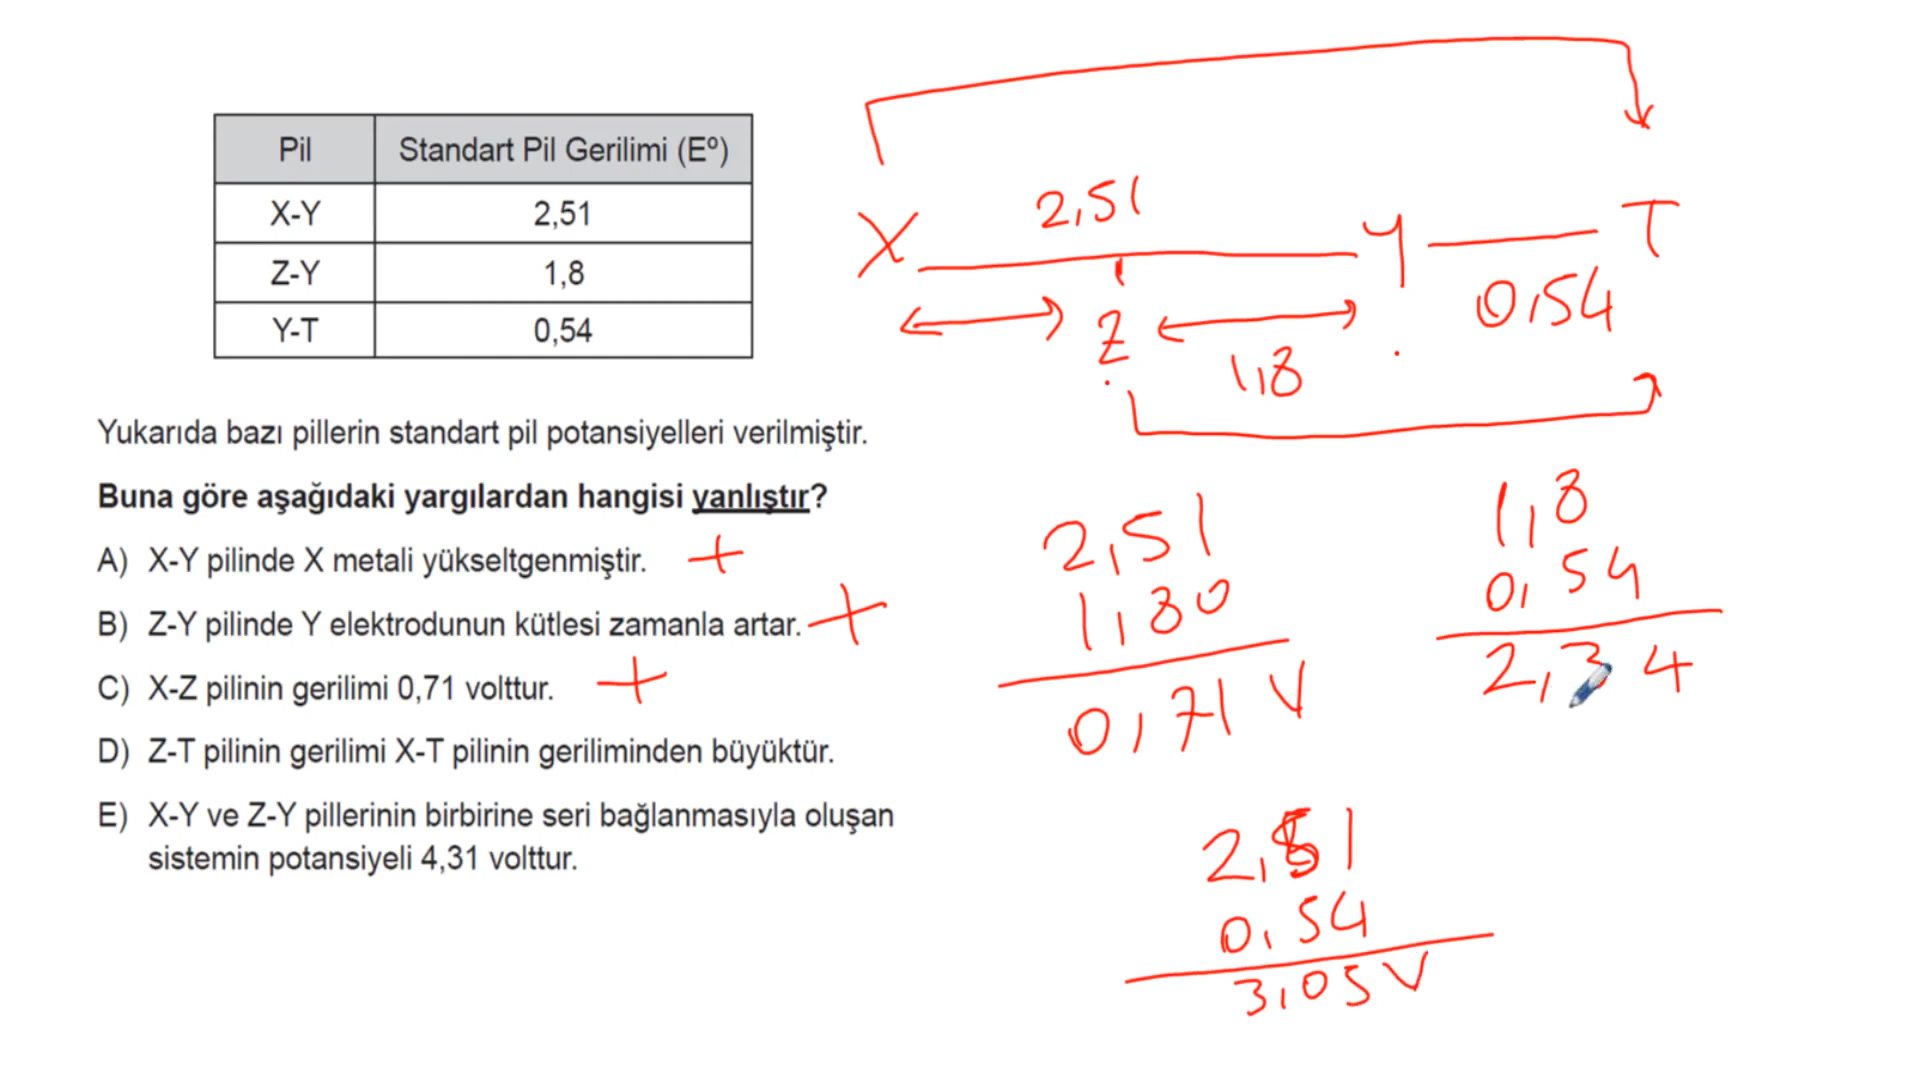 Pil Standart Pil Gerilimi (Eº)
X-Y 2,51
Z-Y 1,8
Y-T 0,54
Yukarıda bazı pillerin standart pil potansiyelleri verilmiştir.
Buna göre aşağıdaki yargılardan hangisi yanlıştır?
A) X-Y pilinde X metali yükseltgenmiştir. +
B) Z-Y pilinde Y elektrodunun kütlesi zamanla artar. +
C) X-Z pilinin gerilimi 0,71 volttur. +
D) Z-T pilinin gerilimi X-T pilinin geriliminden büyüktür.
E) X-Y ve Z-Y pillerinin birbirine seri bağlanmasıyla oluşan
sistemin potansiyeli 4,31 volttur.
2,51
X Y T
0,54
Z
1,8
2,51
1,80
0,71 V
1,8
0,54
2,34
2,51
0,54
3,05 V